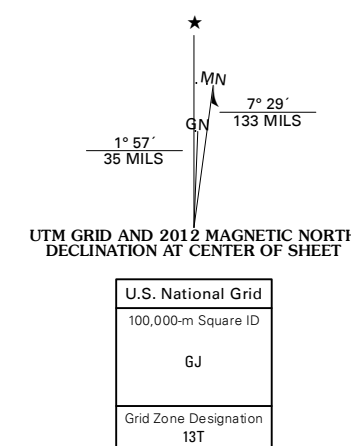 ★
MN
GN
7° 29´
133 MILS
1° 57´
35 MILS
UTM GRID AND 2012 MAGNETIC NORTH
DECLINATION AT CENTER OF SHEET
U.S. National Grid
100,000-m Square ID
GJ
Grid Zone Designation
13T